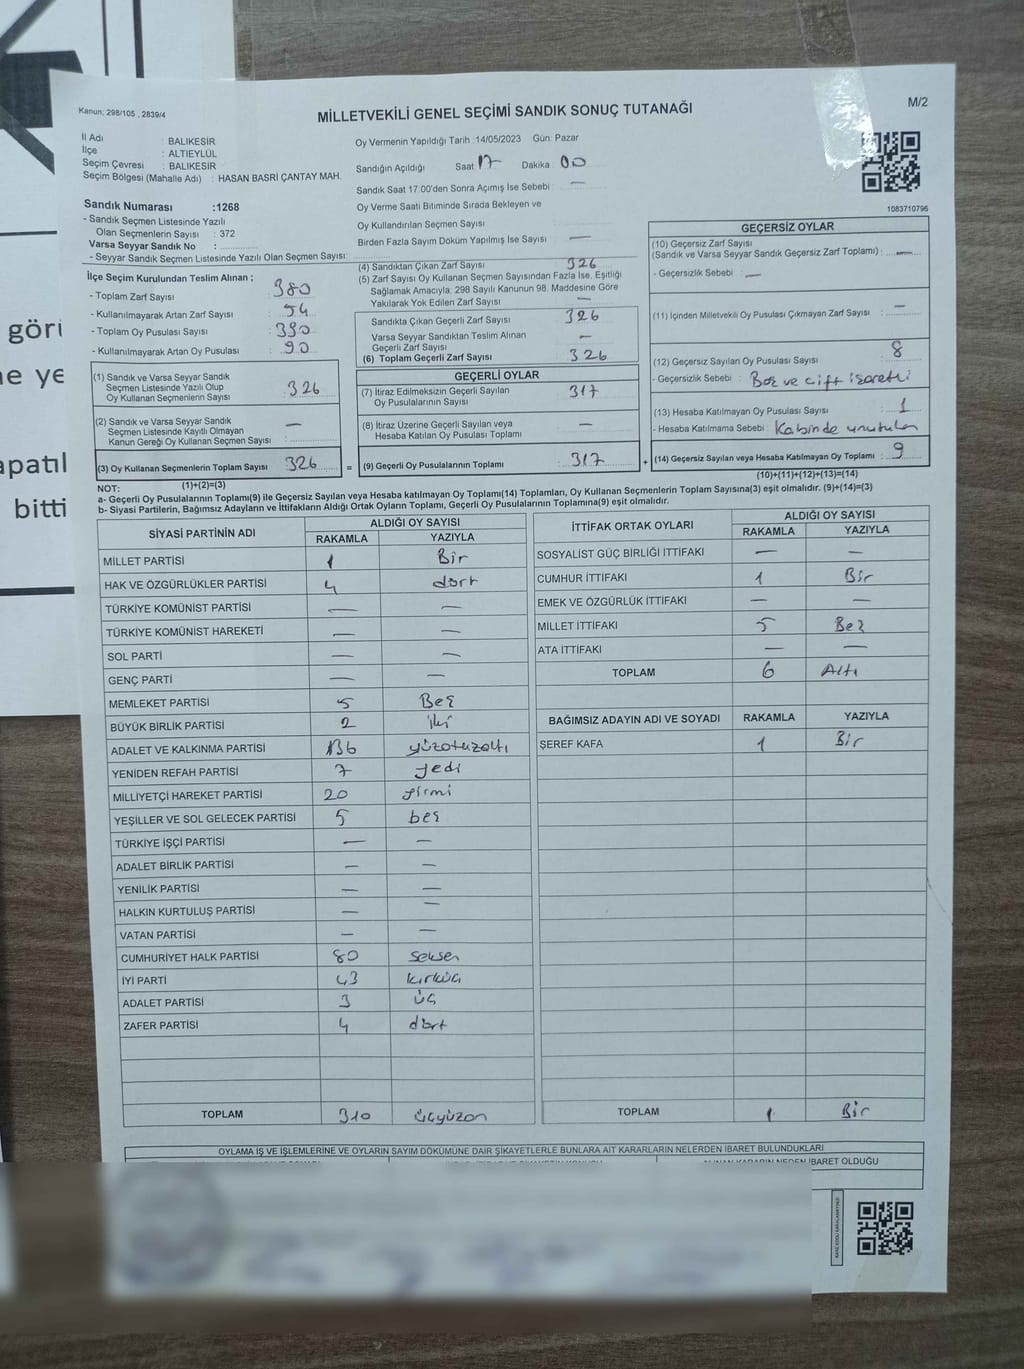 Kanun; 298/105 , 2839/4
MİLLETVEKİLİ GENEL SEÇİMİ SANDIK SONUÇ TUTANAĞI
M/2
İl Adı : BALIKESİR
İlçe : ALTIEYLÜL
Seçim Çevresi : BALIKESİR
Seçim Bölgesi (Mahalle Adı) : HASAN BASRİ ÇANTAY MAH.
Sandık Numarası :1268
- Sandık Seçmen Listesinde Yazılı
Olan Seçmenlerin Sayısı : 372
Varsa Seyyar Sandık No :
- Seyyar Sandık Seçmen Listesinde Yazılı Olan Seçmen Sayısı:
Oy Vermenin Yapıldığı Tarih : 14/05/2023 Gün: Pazar
Sandığın Açıldığı Saat 17 Dakika 00
Sandık Saat 17.00'den Sonra Açımış İse Sebebi : —
Oy Verme Saati Bitiminde Sırada Bekleyen ve
Oy Kullandırılan Seçmen Sayısı
Birden Fazla Sayım Döküm Yapılmış İse Sayısı : —
1083710796
İlçe Seçim Kurulundan Teslim Alınan ;
- Toplam Zarf Sayısı : 380
- Kullanılmayarak Artan Zarf Sayısı : 54
- Toplam Oy Pusulası Sayısı : 390
- Kullanılmayarak Artan Oy Pusulası : 90
(4) Sandıktan Çıkan Zarf Sayısı 326
(5) Zarf Sayısı Oy Kullanan Seçmen Sayısından Fazla İse, Eşitliği
Sağlamak Amacıyla, 298 Sayılı Kanunun 98. Maddesine Göre
Yakılarak Yok Edilen Zarf Sayısı : —
Sandıkta Çıkan Geçerli Zarf Sayısı : 326
Varsa Seyyar Sandıktan Teslim Alınan
Geçerli Zarf Sayısı : —
(6) Toplam Geçerli Zarf Sayısı : 326
GEÇERSİZ OYLAR
(10) Geçersiz Zarf Sayısı
(Sandık ve Varsa Seyyar Sandık Geçersiz Zarf Toplamı) : —
- Geçersizlik Sebebi : —
(11) İçinden Milletvekili Oy Pusulası Çıkmayan Zarf Sayısı : —
(12) Geçersiz Sayılan Oy Pusulası Sayısı : 8
- Geçersizlik Sebebi : Boş ve çift işaretli
(13) Hesaba Katılmayan Oy Pusulası Sayısı : 1
- Hesaba Katılmama Sebebi : Kabinde unutulan
(14) Geçersiz Sayılan veya Hesaba Katılmayan Oy Toplamı : 9
(10)+(11)+(12)+(13)=(14)
(1) Sandık ve Varsa Seyyar Sandık
Seçmen Listesinde Yazılı Olup
Oy Kullanan Seçmenlerin Sayısı : 326
(2) Sandık ve Varsa Seyyar Sandık
Seçmen Listesinde Kayıtlı Olmayan
Kanun Gereği Oy Kullanan Seçmen Sayısı : —
(3) Oy Kullanan Seçmenlerin Toplam Sayısı : 326
(1)+(2)=(3)
=
GEÇERLİ OYLAR
(7) İtiraz Edilmeksizin Geçerli Sayılan
Oy Pusulalarının Sayısı : 317
(8) İtiraz Üzerine Geçerli Sayılan veya
Hesaba Katılan Oy Pusulası Toplamı : —
(9) Geçerli Oy Pusulalarının Toplamı : 317
+
NOT:
a- Geçerli Oy Pusulalarının Toplamı(9) ile Geçersiz Sayılan veya Hesaba katılmayan Oy Toplamı(14) Toplamları, Oy Kullanan Seçmenlerin Toplam Sayısına(3) eşit olmalıdır. (9)+(14)=(3)
b- Siyasi Partilerin, Bağımsız Adayların ve İttifakların Aldığı Ortak Oyların Toplamı, Geçerli Oy Pusulalarının Toplamına(9) eşit olmalıdır.
SİYASİ PARTİNİN ADI ALDIĞI OY SAYISI
RAKAMLA YAZIYLA
MİLLET PARTİSİ 1 Bir
HAK VE ÖZGÜRLÜKLER PARTİSİ 4 dört
TÜRKİYE KOMÜNİST PARTİSİ — —
TÜRKİYE KOMÜNİST HAREKETİ — —
SOL PARTİ — —
GENÇ PARTİ — —
MEMLEKET PARTİSİ 5 Beş
BÜYÜK BİRLİK PARTİSİ 2 iki
ADALET VE KALKINMA PARTİSİ 136 yüzotuzaltı
YENİDEN REFAH PARTİSİ 7 yedi
MİLLİYETÇİ HAREKET PARTİSİ 20 yirmi
YEŞİLLER VE SOL GELECEK PARTİSİ 5 beş
TÜRKİYE İŞÇİ PARTİSİ — —
ADALET BİRLİK PARTİSİ — —
YENİLİK PARTİSİ — —
HALKIN KURTULUŞ PARTİSİ — —
VATAN PARTİSİ — —
CUMHURİYET HALK PARTİSİ 80 seksen
İYİ PARTİ 43 kırküç
ADALET PARTİSİ 3 üç
ZAFER PARTİSİ 4 dört
TOPLAM 310 üçyüzon
İTTİFAK ORTAK OYLARI ALDIĞI OY SAYISI
RAKAMLA YAZIYLA
SOSYALİST GÜÇ BİRLİĞİ İTTİFAKI — —
CUMHUR İTTİFAKI 1 Bir
EMEK VE ÖZGÜRLÜK İTTİFAKI — —
MİLLET İTTİFAKI 5 Beş
ATA İTTİFAKI — —
TOPLAM 6 Altı
BAĞIMSIZ ADAYIN ADI VE SOYADI RAKAMLA YAZIYLA
ŞEREF KAFA 1 Bir
TOPLAM 1 Bir
OYLAMA İŞ VE İŞLEMLERİNE VE OYLARIN SAYIM DÖKÜMÜNE DAİR ŞİKAYETLERLE BUNLARA AİT KARARLARIN NELERDEN İBARET BULUNDUKLARI
İBARET OLDUĞU
göri
ne ye
apatıl
bitti